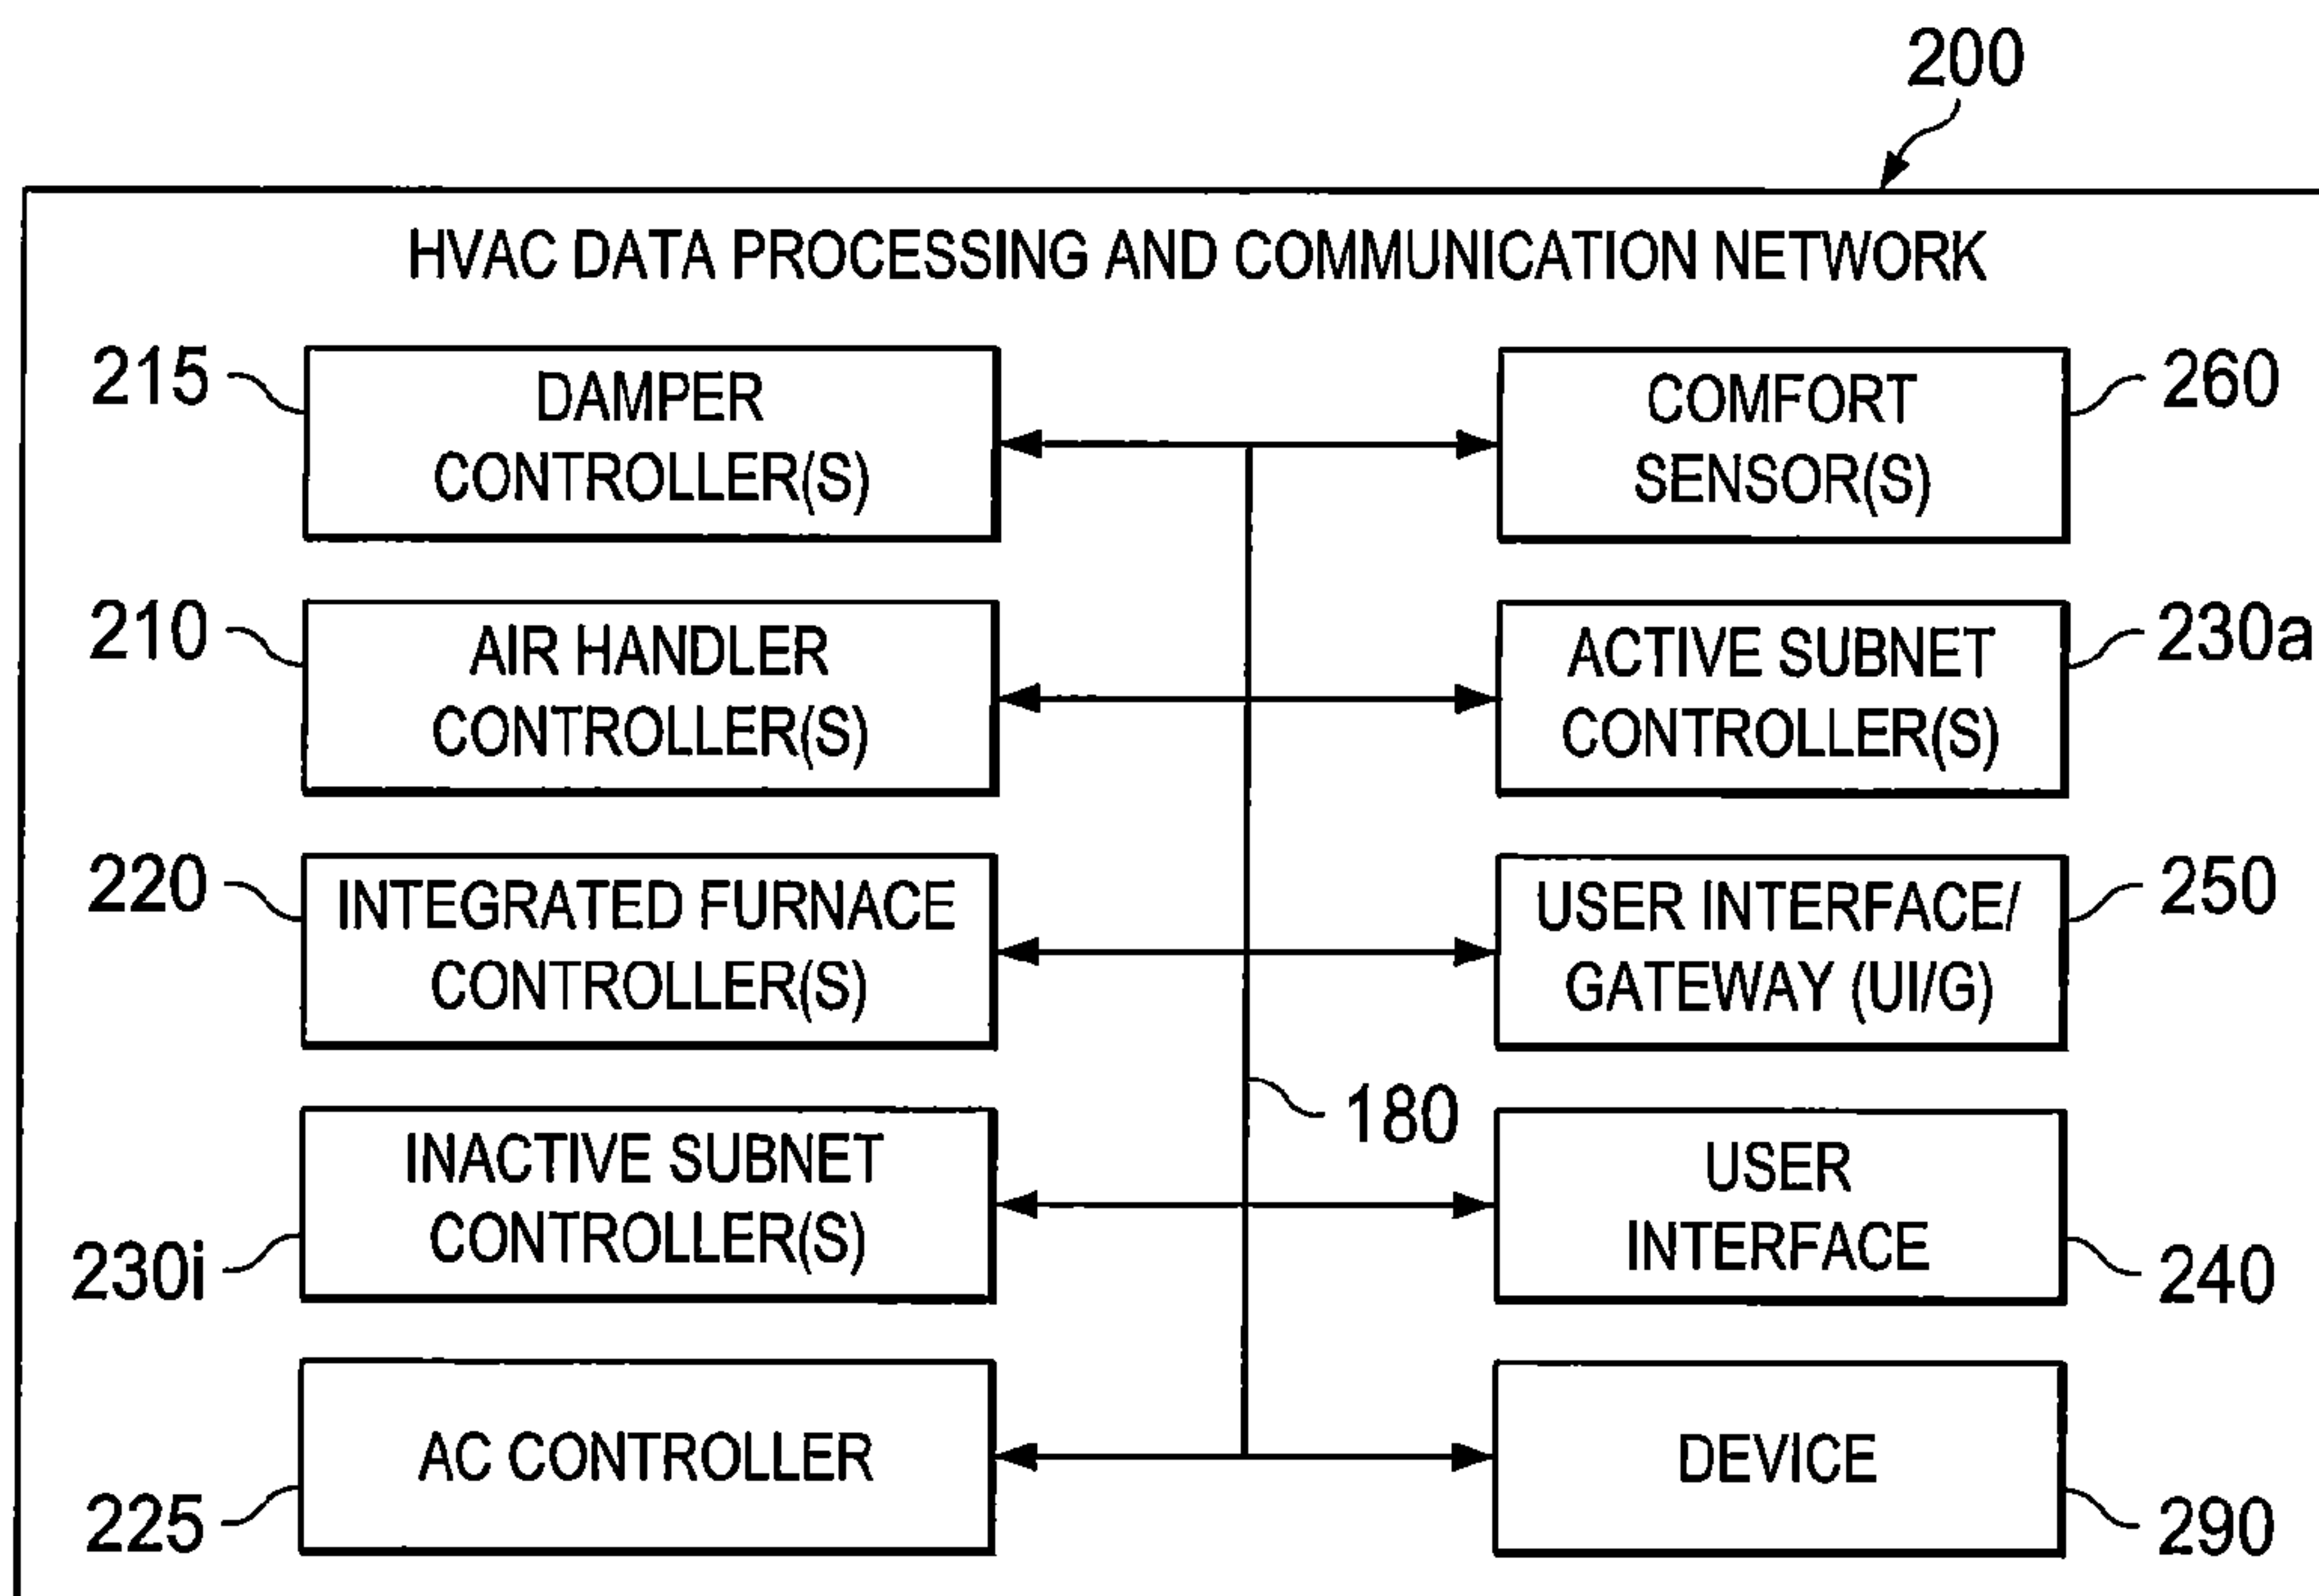 200
HVAC DATA PROCESSING AND COMMUNICATION NETWORK
215
DAMPER
CONTROLLER(S)
COMFORT
SENSOR(S)
260
210
AIR HANDLER
CONTROLLER(S)
ACTIVE SUBNET
CONTROLLER(S)
230a
220
INTEGRATED FURNACE
CONTROLLER(S)
USER INTERFACE/
GATEWAY (UI/G)
250
180
INACTIVE SUBNET
CONTROLLER(S)
230i
USER
INTERFACE
240
AC CONTROLLER
225
DEVICE
290